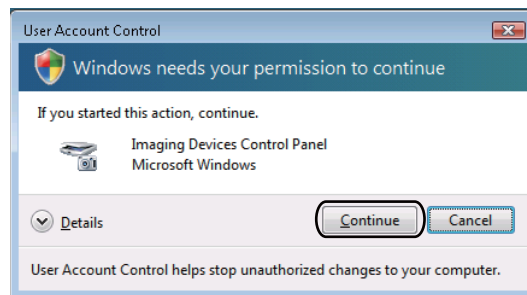 User Account Control
Windows needs your permission to continue
If you started this action, continue.
Imaging Devices Control Panel
Microsoft Windows
Details
Continue
Cancel
User Account Control helps stop unauthorized changes to your computer.